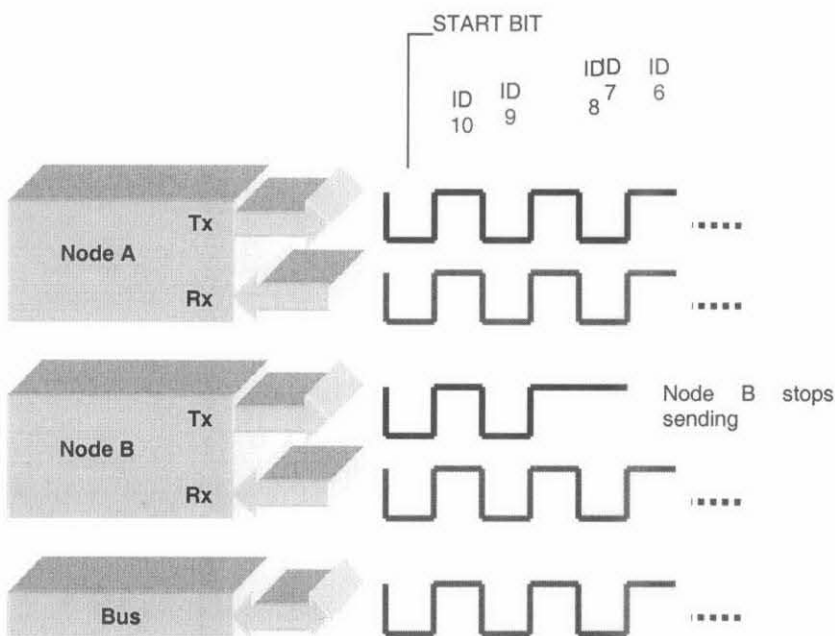 START BIT
ID
10
ID
9
ID
8
ID
7
ID
6
Tx
Node A
Rx
Tx
Node B
Rx
Node B stops
sending
Bus